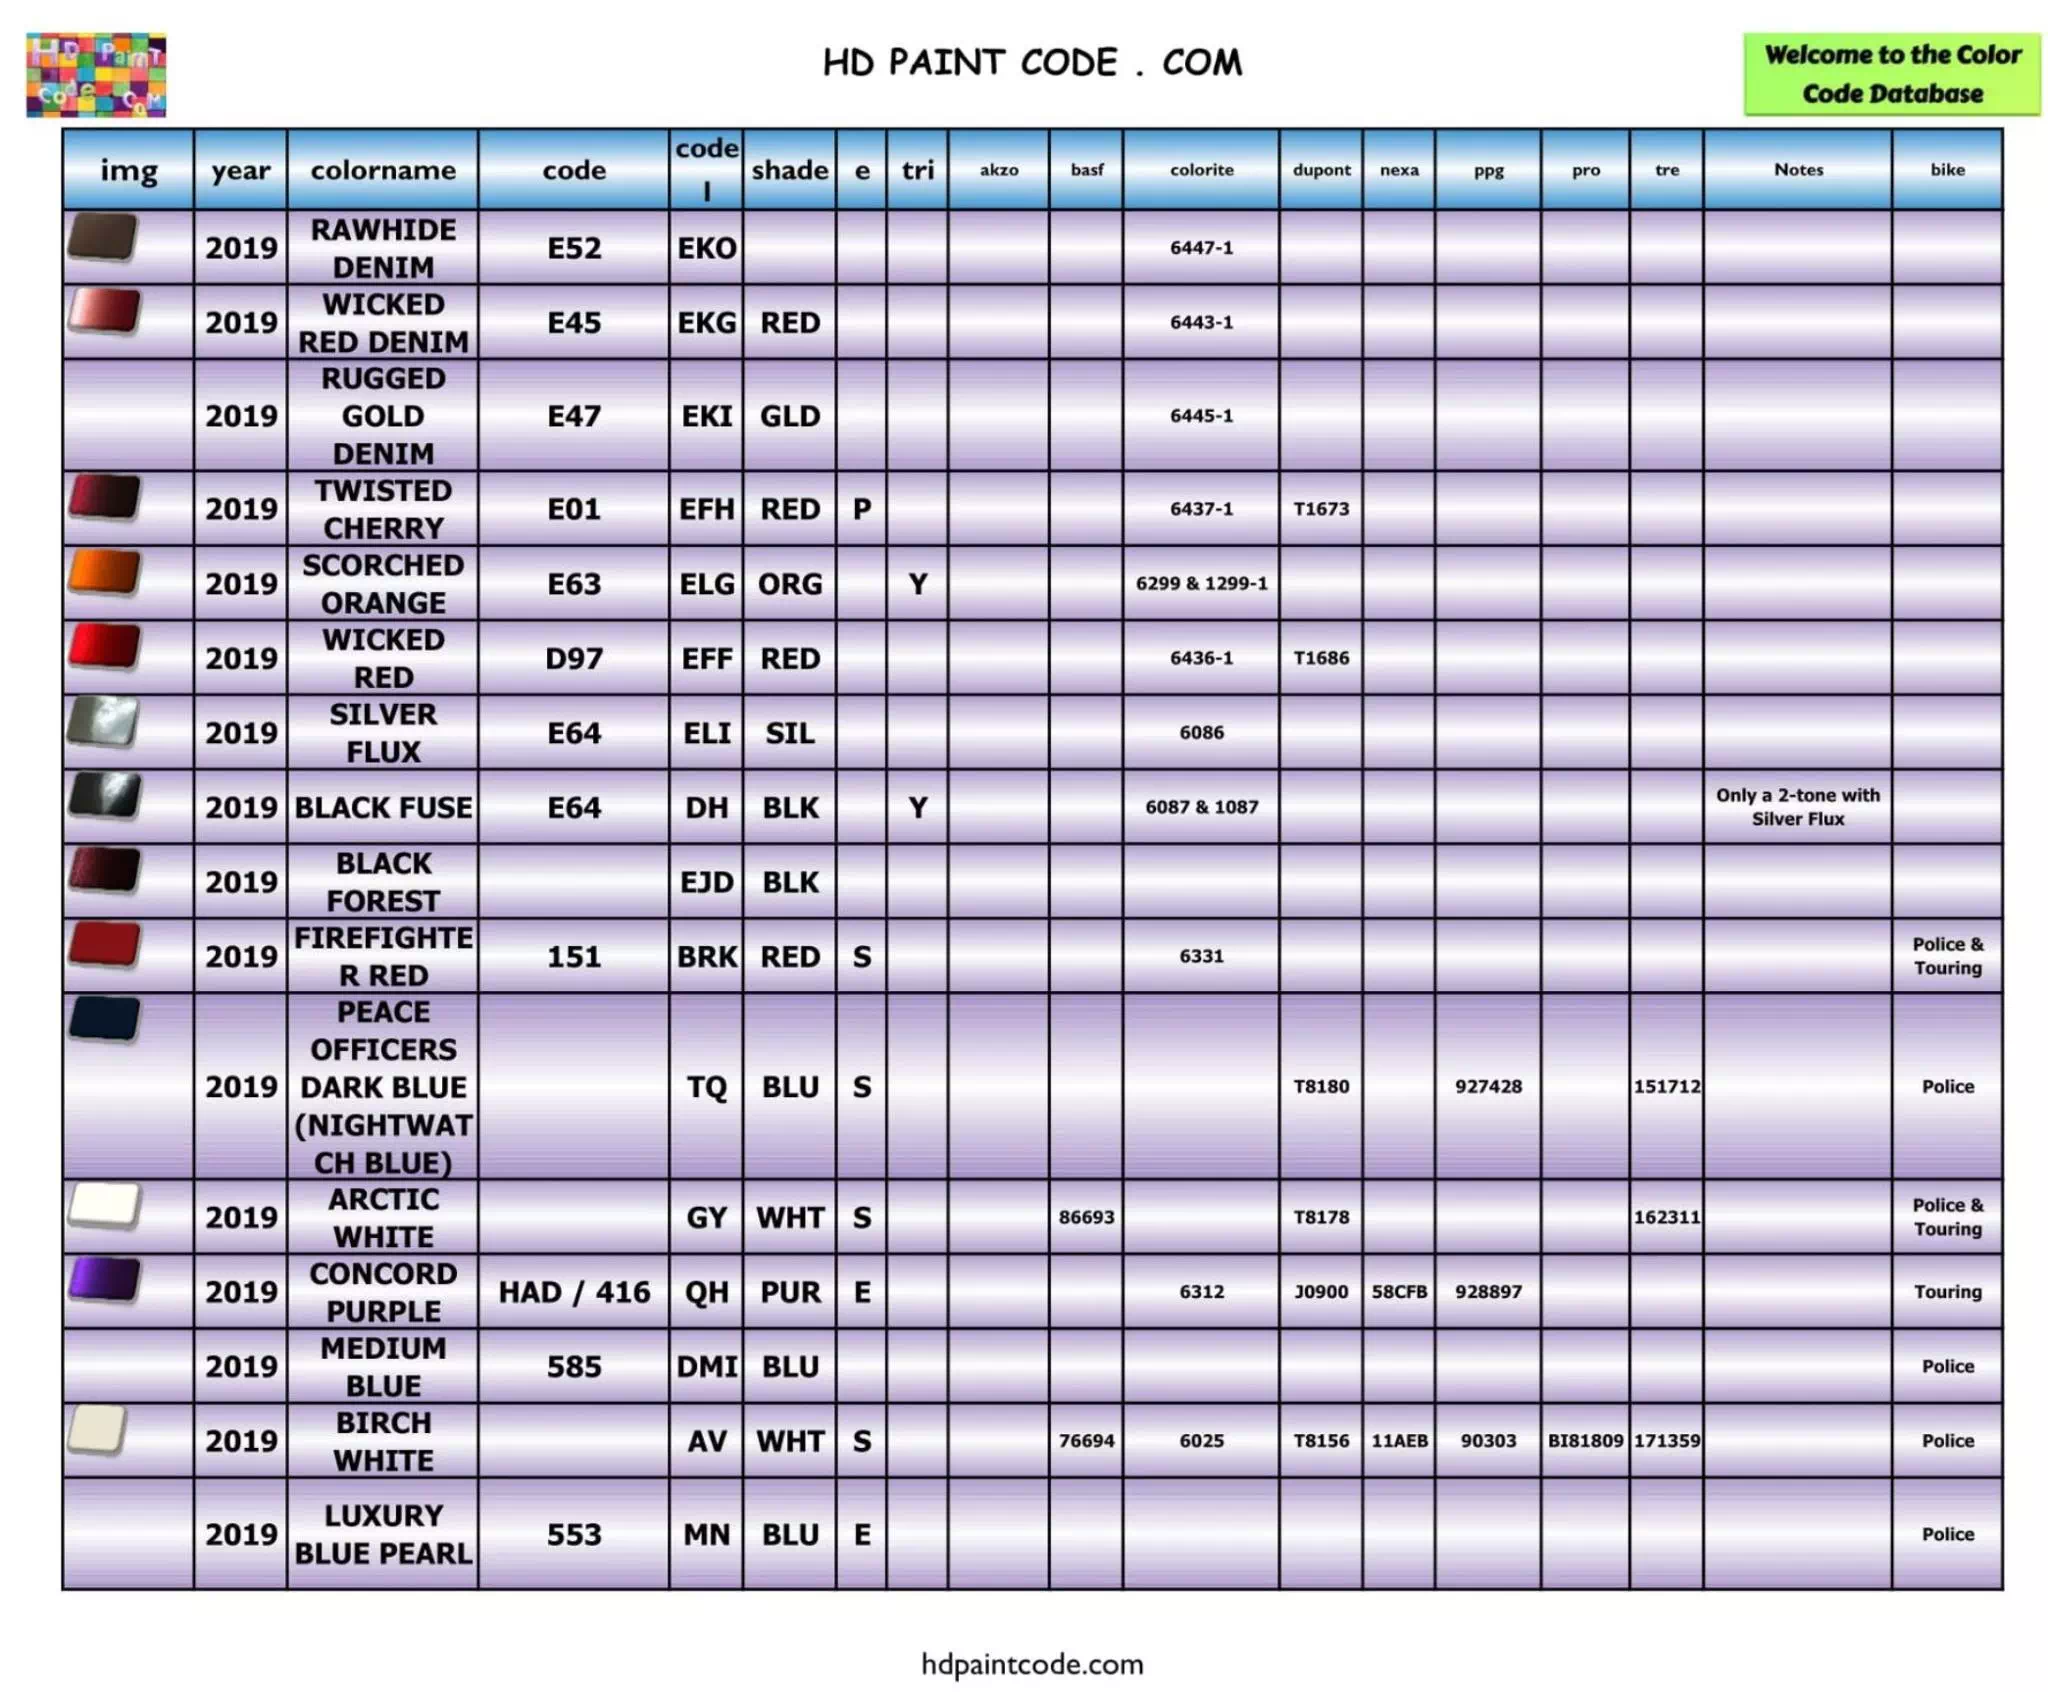 HD Paint
Code.COM
HD PAINT CODE . COM
Welcome to the Color
Code Database
img year colorname code code l shade e tri akzo basf colorite dupont nexa ppg pro tre Notes bike
2019 RAWHIDE DENIM E52 EKO 6447-1
2019 WICKED RED DENIM E45 EKG RED 6443-1
2019 RUGGED GOLD DENIM E47 EKI GLD 6445-1
2019 TWISTED CHERRY E01 EFH RED P 6437-1 T1673
2019 SCORCHED ORANGE E63 ELG ORG Y 6299 & 1299-1
2019 WICKED RED D97 EFF RED 6436-1 T1686
2019 SILVER FLUX E64 ELI SIL 6086
2019 BLACK FUSE E64 DH BLK Y 6087 & 1087 Only a 2-tone with Silver Flux
2019 BLACK FOREST EJD BLK
2019 FIREFIGHTE R RED 151 BRK RED S 6331 Police & Touring
2019 PEACE OFFICERS DARK BLUE (NIGHTWAT CH BLUE) TQ BLU S T8180 927428 151712 Police
2019 ARCTIC WHITE GY WHT S 86693 T8178 162311 Police & Touring
2019 CONCORD PURPLE HAD / 416 QH PUR E 6312 J0900 58CFB 928897 Touring
2019 MEDIUM BLUE 585 DMI BLU Police
2019 BIRCH WHITE AV WHT S 76694 6025 T8156 11AEB 90303 BI81809 171359 Police
2019 LUXURY BLUE PEARL 553 MN BLU E Police
hdpaintcode.com